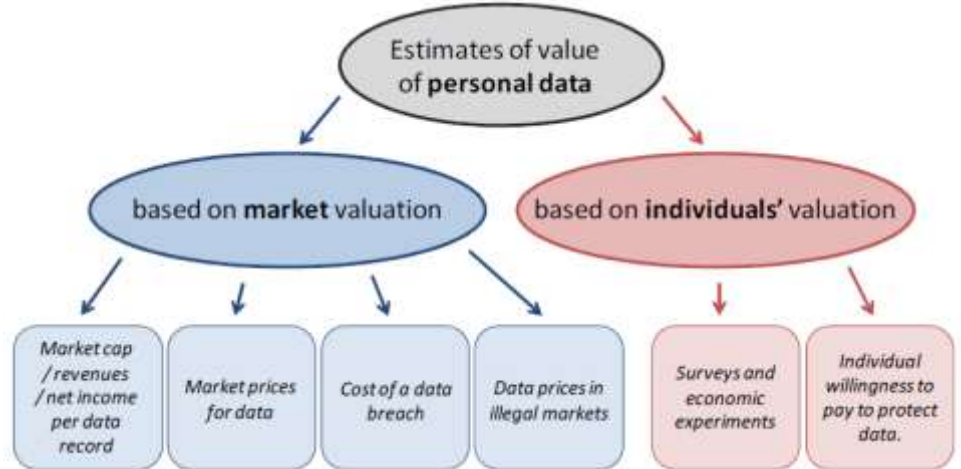 Estimates of value
of personal data
based on market valuation
based on individuals' valuation
Market cap
/ revenues
/ net income
per data
record
Market prices
for data
Cost of a data
breach
Data prices in
illegal markets
Surveys and
economic
experiments
Individual
willingness to
pay to protect
data.